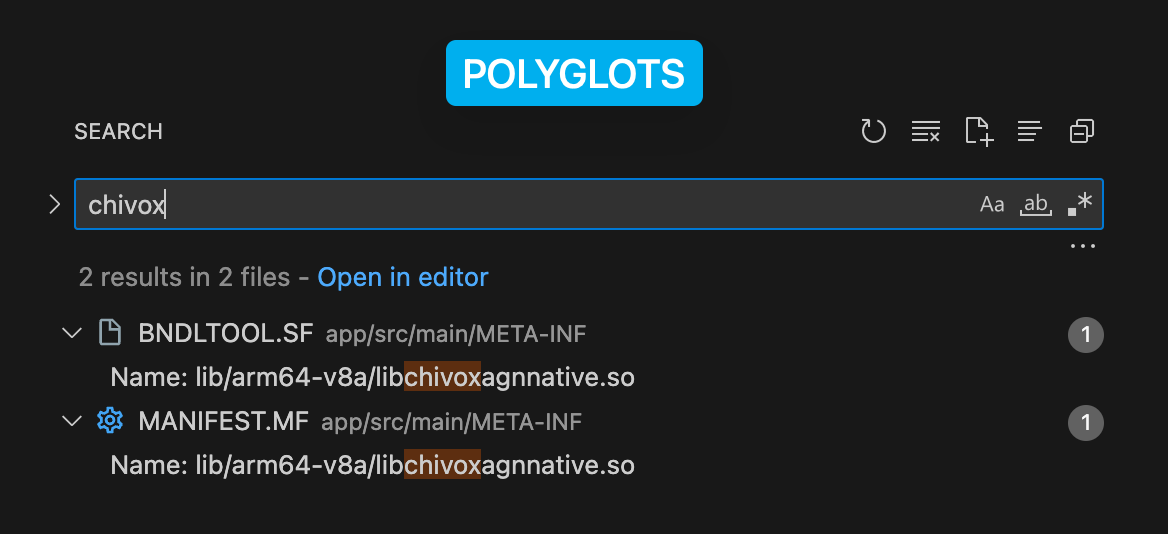 POLYGLOTS
SEARCH
chivox Aa ab .*
...
2 results in 2 files - Open in editor
BNDLTOOL.SF app/src/main/META-INF 1
Name: lib/arm64-v8a/libchivoxagnnative.so
MANIFEST.MF app/src/main/META-INF 1
Name: lib/arm64-v8a/libchivoxagnnative.so